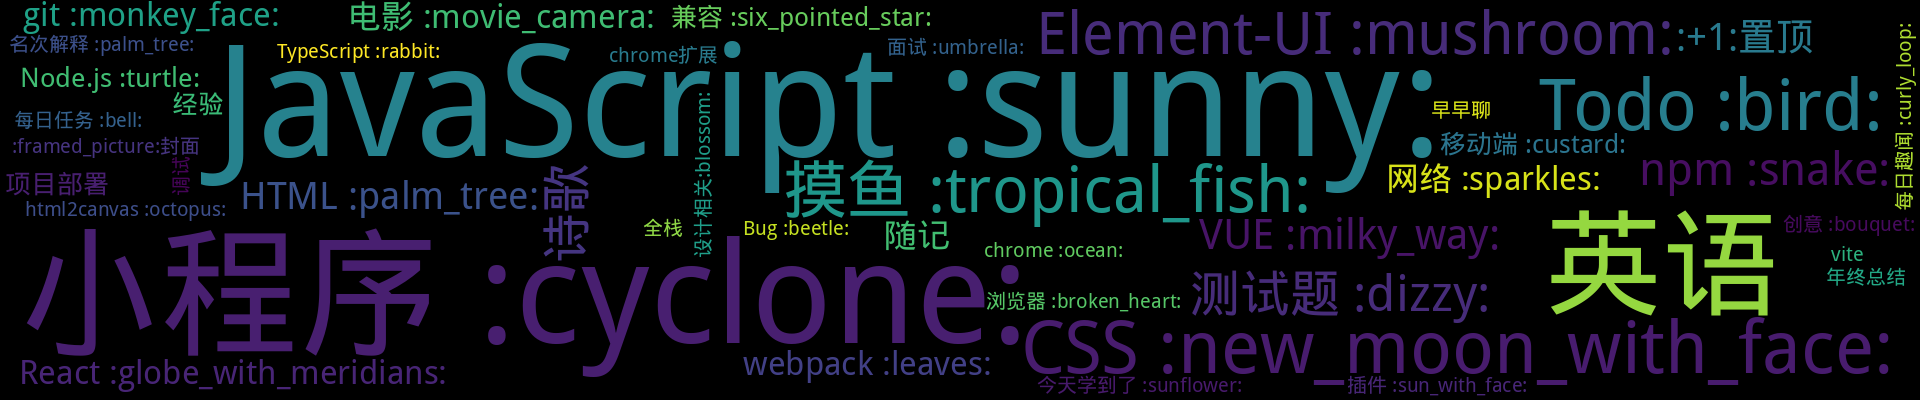 git :monkey_face:
电影 :movie_camera:
兼容 :six_pointed_star:
Element-UI :mushroom:
:+1:置顶
名次解释 :palm_tree:
TypeScript :rabbit:
chrome扩展
面试 :umbrella:
每日趣闻 :curly_loop:
Node.js :turtle:
JavaScript :sunny:
Todo :bird:
经验
早早聊
每日任务 :bell:
:framed_picture:封面
移动端 :custard:
设计相关:blossom:
调试
项目部署
HTML :palm_tree:
诗歌
摸鱼 :tropical_fish:
网络 :sparkles:
npm :snake:
html2canvas :octopus:
全栈
Bug :beetle:
随记
VUE :milky_way:
创意 :bouquet:
小程序 :cyclone:
chrome :ocean:
英语
vite
年终总结
浏览器 :broken_heart:
测试题 :dizzy:
React :globe_with_meridians:
webpack :leaves:
CSS :new_moon_with_face:
今天学到了 :sunflower:
插件 :sun_with_face: